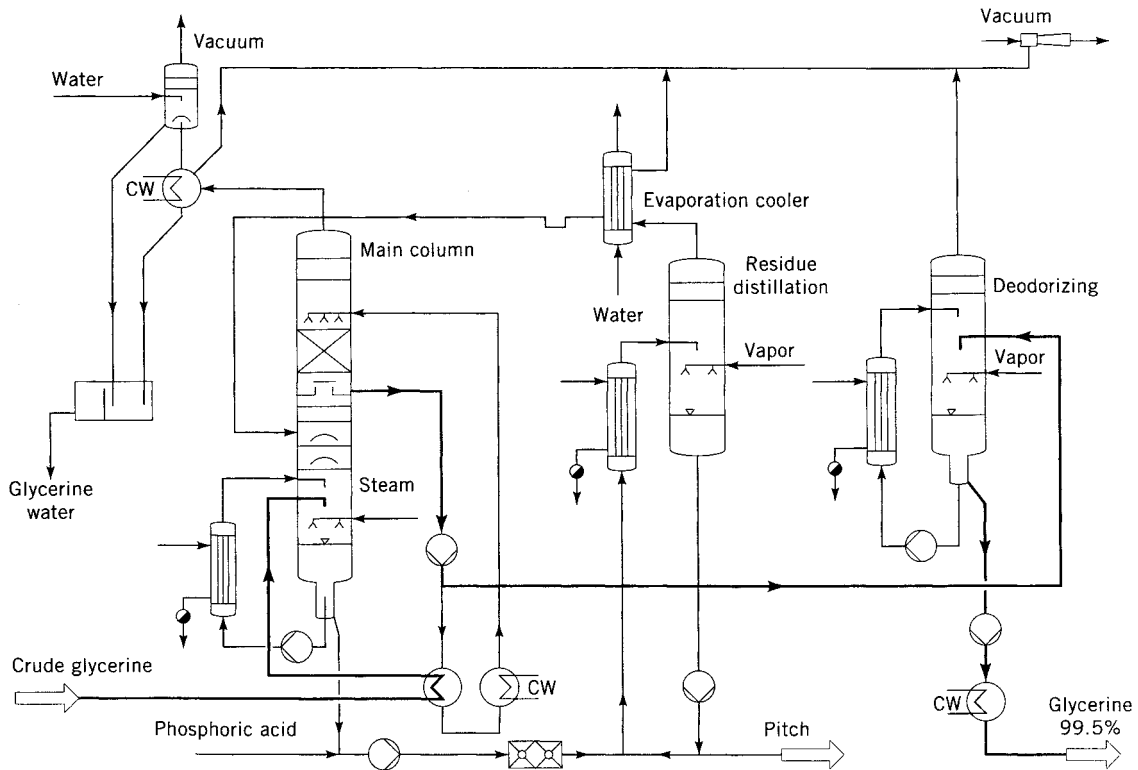 Vacuum
Vacuum
Water
CW
Evaporation cooler
Main column
Residue
distillation
Deodorizing
Water
Vapor
Vapor
Glycerine
water
Steam
Crude glycerine
CW
CW
Phosphoric acid
Pitch
Glycerine
99.5%